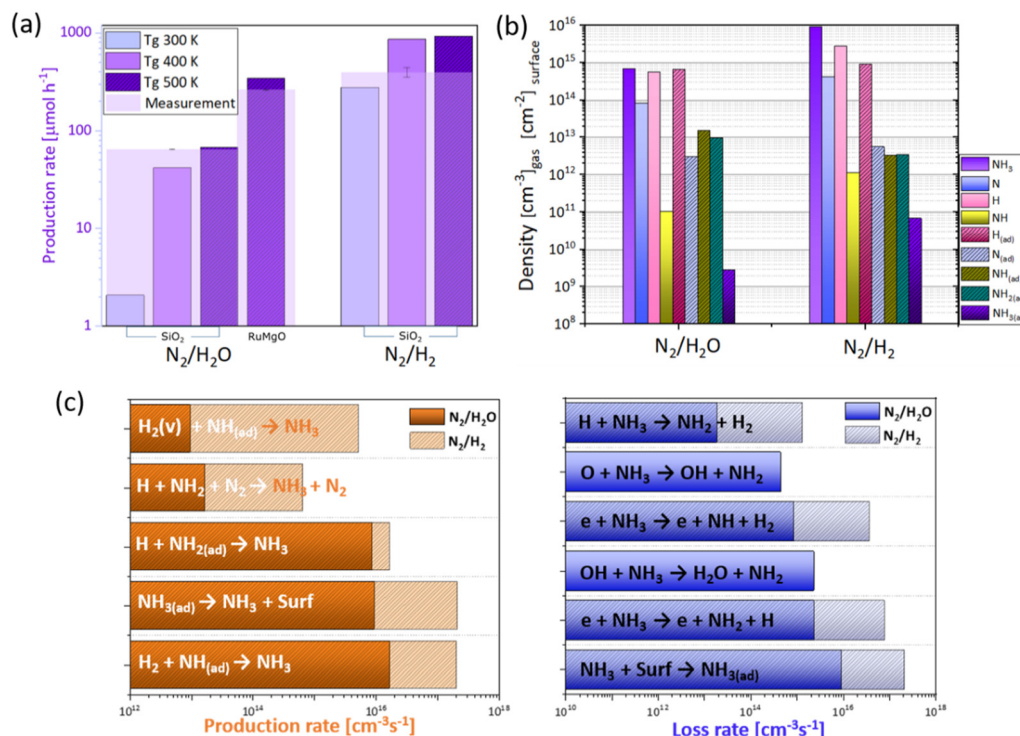 (a)
1000
100
10
1
Production rate [μmol h⁻¹]
Tg 300 K
Tg 400 K
Tg 500 K
Measurement
SiO₂
RuMgO
SiO₂
N₂/H₂O
N₂/H₂
(b)
10¹⁶
10¹⁵
10¹⁴
10¹³
10¹²
10¹¹
10¹⁰
10⁹
10⁸
Density [cm⁻³]gas [cm⁻²]surface
N₂/H₂O
N₂/H₂
NH₃
N
H
NH
H(ad)
N(ad)
NH(ad
NH2(a
NH3(a
(c)
N₂/H₂O
N₂/H₂
H₂(v) + NH(ad) → NH₃
H + NH₂ + N₂ → NH₃ + N₂
H + NH2(ad) → NH₃
NH3(ad) → NH₃ + Surf
H₂ + NH(ad) → NH₃
10¹² 10¹⁴ 10¹⁶ 10¹⁸
Production rate [cm⁻³s⁻¹]
N₂/H₂O
N₂/H₂
H + NH₃ → NH₂ + H₂
O + NH₃ → OH + NH₂
e + NH₃ → e + NH + H₂
OH + NH₃ → H₂O + NH₂
e + NH₃ → e + NH₂ + H
NH₃ + Surf → NH3(ad)
10¹⁰ 10¹² 10¹⁴ 10¹⁶ 10¹⁸
Loss rate [cm⁻³s⁻¹]